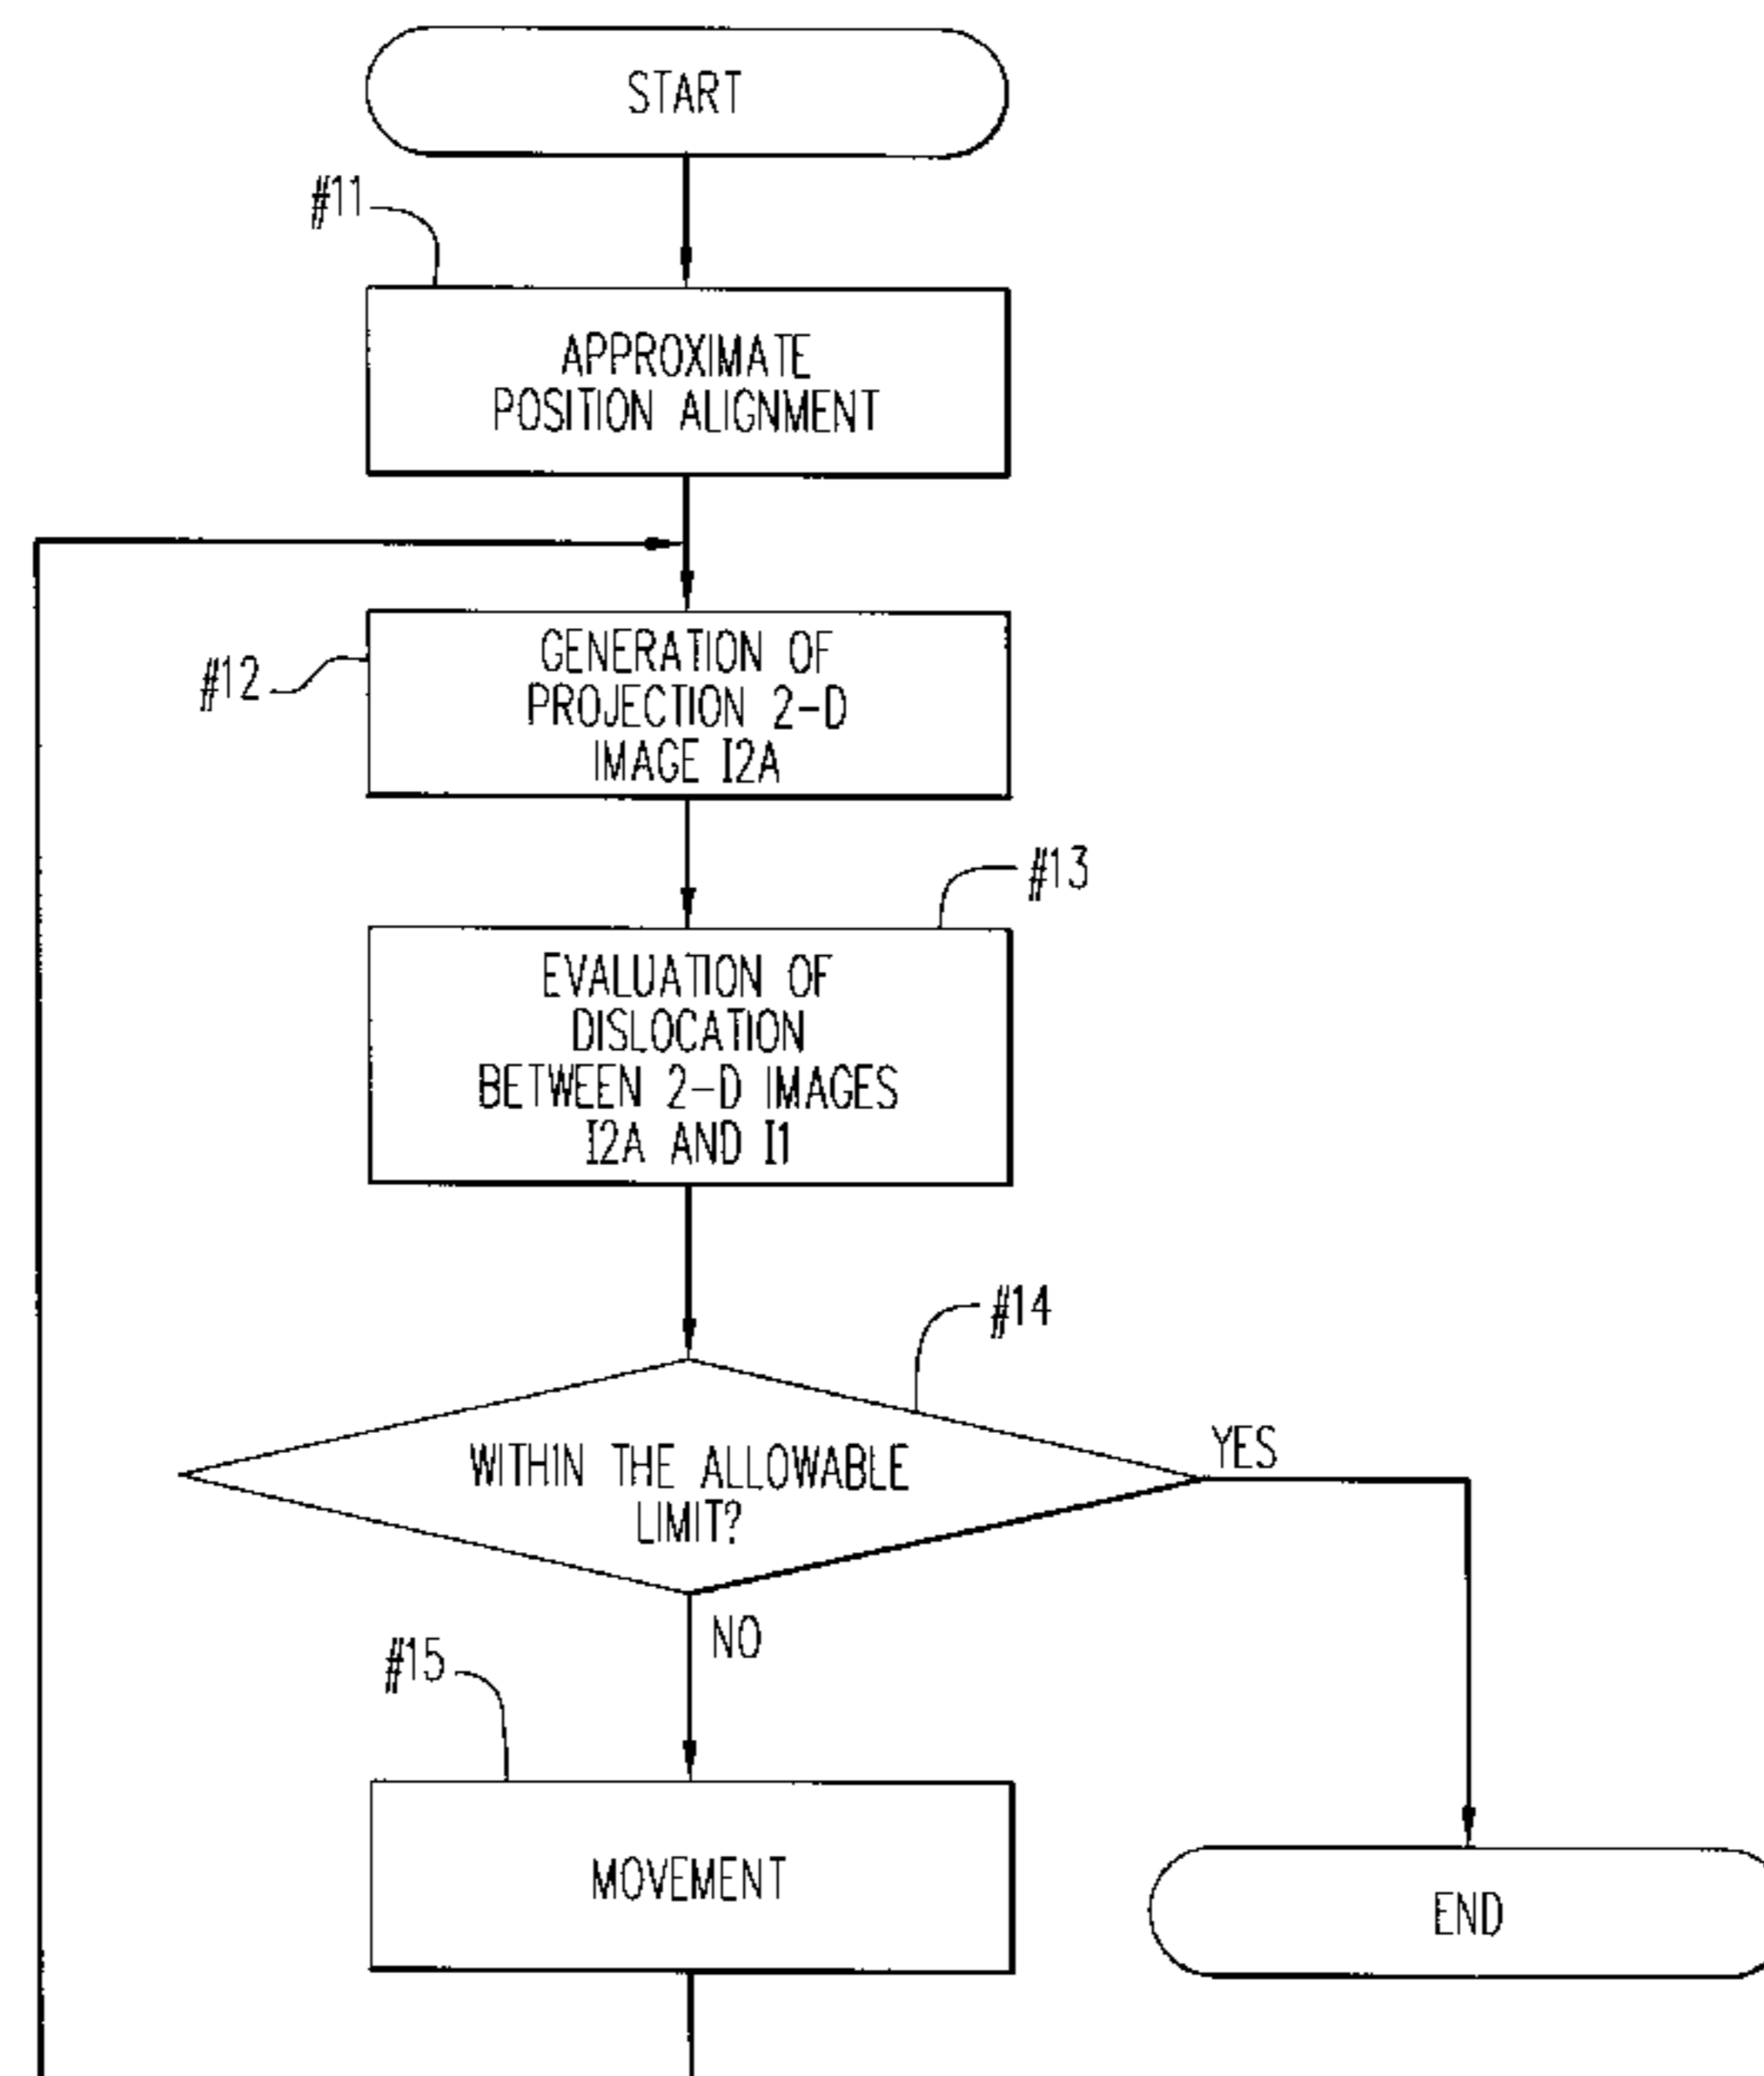 START
#11
APPROXIMATE
POSITION ALIGNMENT
#12
GENERATION OF
PROJECTION 2-D
IMAGE I2A
#13
EVALUATION OF
DISLOCATION
BETWEEN 2-D IMAGES
I2A AND I1
#14
WITHIN THE ALLOWABLE
LIMIT?
YES
NO
#15
MOVEMENT
END